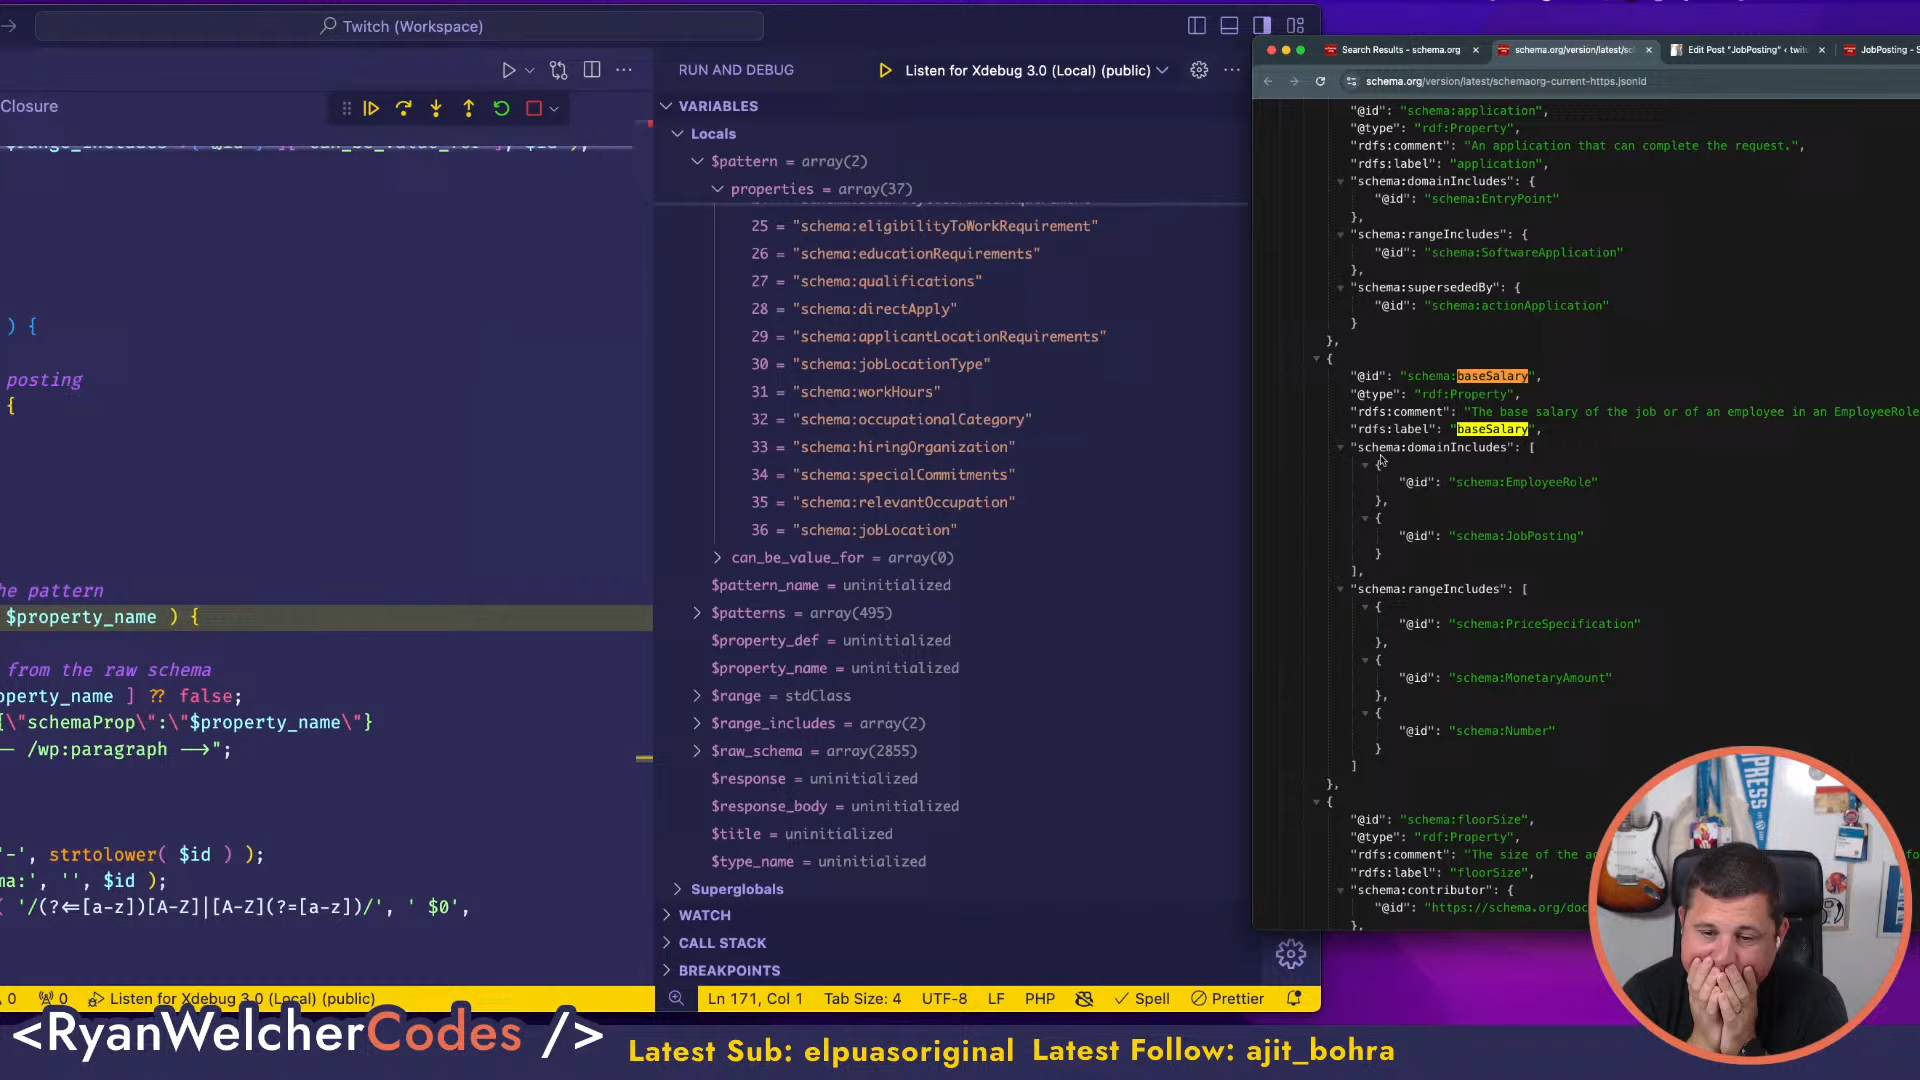 Twitch (Workspace)
Closure
posting
{
) {
he pattern
$property_name ) {
from the raw schema
operty_name ] ?? false;
{\"schemaProp\":\"$property_name\"}
— /wp:paragraph -->";
'-', strtolower( $id ) );
ma:', '', $id );
( '/(?<=[a-z])[A-Z]|[A-Z](?=[a-z])/', ' $0',
RUN AND DEBUG
Listen for Xdebug 3.0 (Local) (public)
VARIABLES
Locals
$pattern = array(2)
properties = array(37)
25 = "schema:eligibilityToWorkRequirement"
26 = "schema:educationRequirements"
27 = "schema:qualifications"
28 = "schema:directApply"
29 = "schema:applicantLocationRequirements"
30 = "schema:jobLocationType"
31 = "schema:workHours"
32 = "schema:occupationalCategory"
33 = "schema:hiringOrganization"
34 = "schema:specialCommitments"
35 = "schema:relevantOccupation"
36 = "schema:jobLocation"
can_be_value_for = array(0)
$pattern_name = uninitialized
$patterns = array(495)
$property_def = uninitialized
$property_name = uninitialized
$range = stdClass
$range_includes = array(2)
$raw_schema = array(2855)
$response = uninitialized
$response_body = uninitialized
$title = uninitialized
$type_name = uninitialized
Superglobals
WATCH
CALL STACK
BREAKPOINTS
0 0 Listen for Xdebug 3.0 (Local) (public)
Ln 171, Col 1 Tab Size: 4 UTF-8 LF PHP Spell Prettier
Search Results - schema.org
schema.org/version/latest/sc
Edit Post "JobPosting" ‹ twit
JobPosting - S
schema.org/version/latest/schemaorg-current-https.jsonld
"@id": "schema:application",
"@type": "rdf:Property",
"rdfs:comment": "An application that can complete the request.",
"rdfs:label": "application",
"schema:domainIncludes": {
"@id": "schema:EntryPoint"
},
"schema:rangeIncludes": {
"@id": "schema:SoftwareApplication"
},
"schema:supersededBy": {
"@id": "schema:actionApplication"
}
},
{
"@id": "schema:baseSalary",
"@type": "rdf:Property",
"rdfs:comment": "The base salary of the job or of an employee in an EmployeeRole
"rdfs:label": "baseSalary",
"schema:domainIncludes": [
{
"@id": "schema:EmployeeRole"
},
{
"@id": "schema:JobPosting"
}
],
"schema:rangeIncludes": [
{
"@id": "schema:PriceSpecification"
},
{
"@id": "schema:MonetaryAmount"
},
{
"@id": "schema:Number"
}
]
},
{
"@id": "schema:floorSize",
"@type": "rdf:Property",
"rdfs:comment": "The size of the
"rdfs:label": "floorSize",
"schema:contributor": {
"@id": "https://schema.org/doc
},
<RyanWelcherCodes />
Latest Sub: elpuasoriginal Latest Follow: ajit_bohra